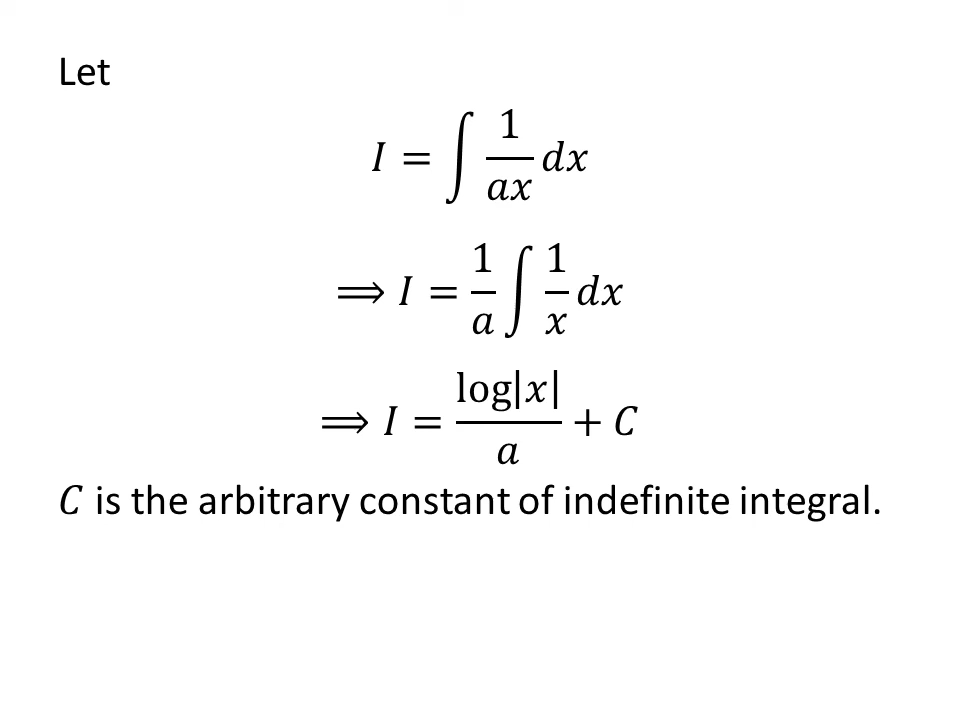 Let
𝐼 = ∫ 1/𝑎𝑥 𝑑𝑥
⟹ 𝐼 = 1/𝑎 ∫ 1/𝑥 𝑑𝑥
⟹ 𝐼 = log|𝑥|/𝑎 + 𝐶
𝐶 is the arbitrary constant of indefinite integral.